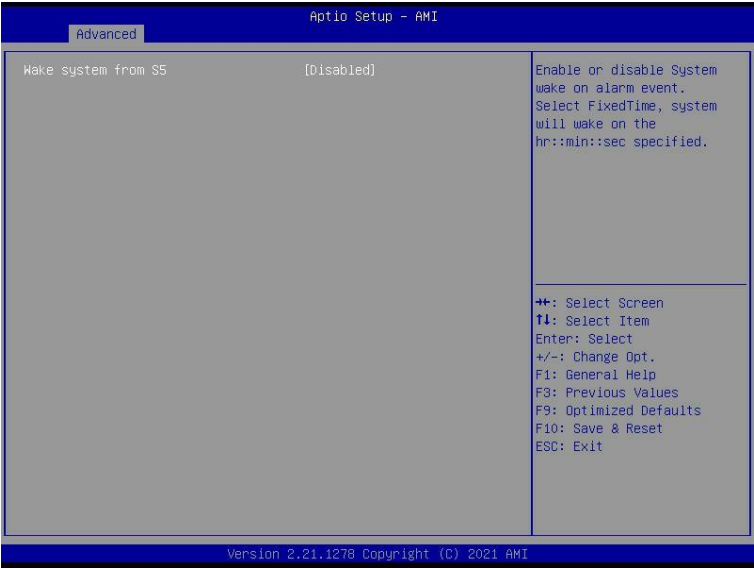 Aptio Setup – AMI
Advanced
Wake system from S5 [Disabled]
Enable or disable System
wake on alarm event.
Select FixedTime, system
will wake on the
hr::min::sec specified.
→←: Select Screen
↑↓: Select Item
Enter: Select
+/-: Change Opt.
F1: General Help
F3: Previous Values
F9: Optimized Defaults
F10: Save & Reset
ESC: Exit
Version 2.21.1278 Copyright (C) 2021 AMI